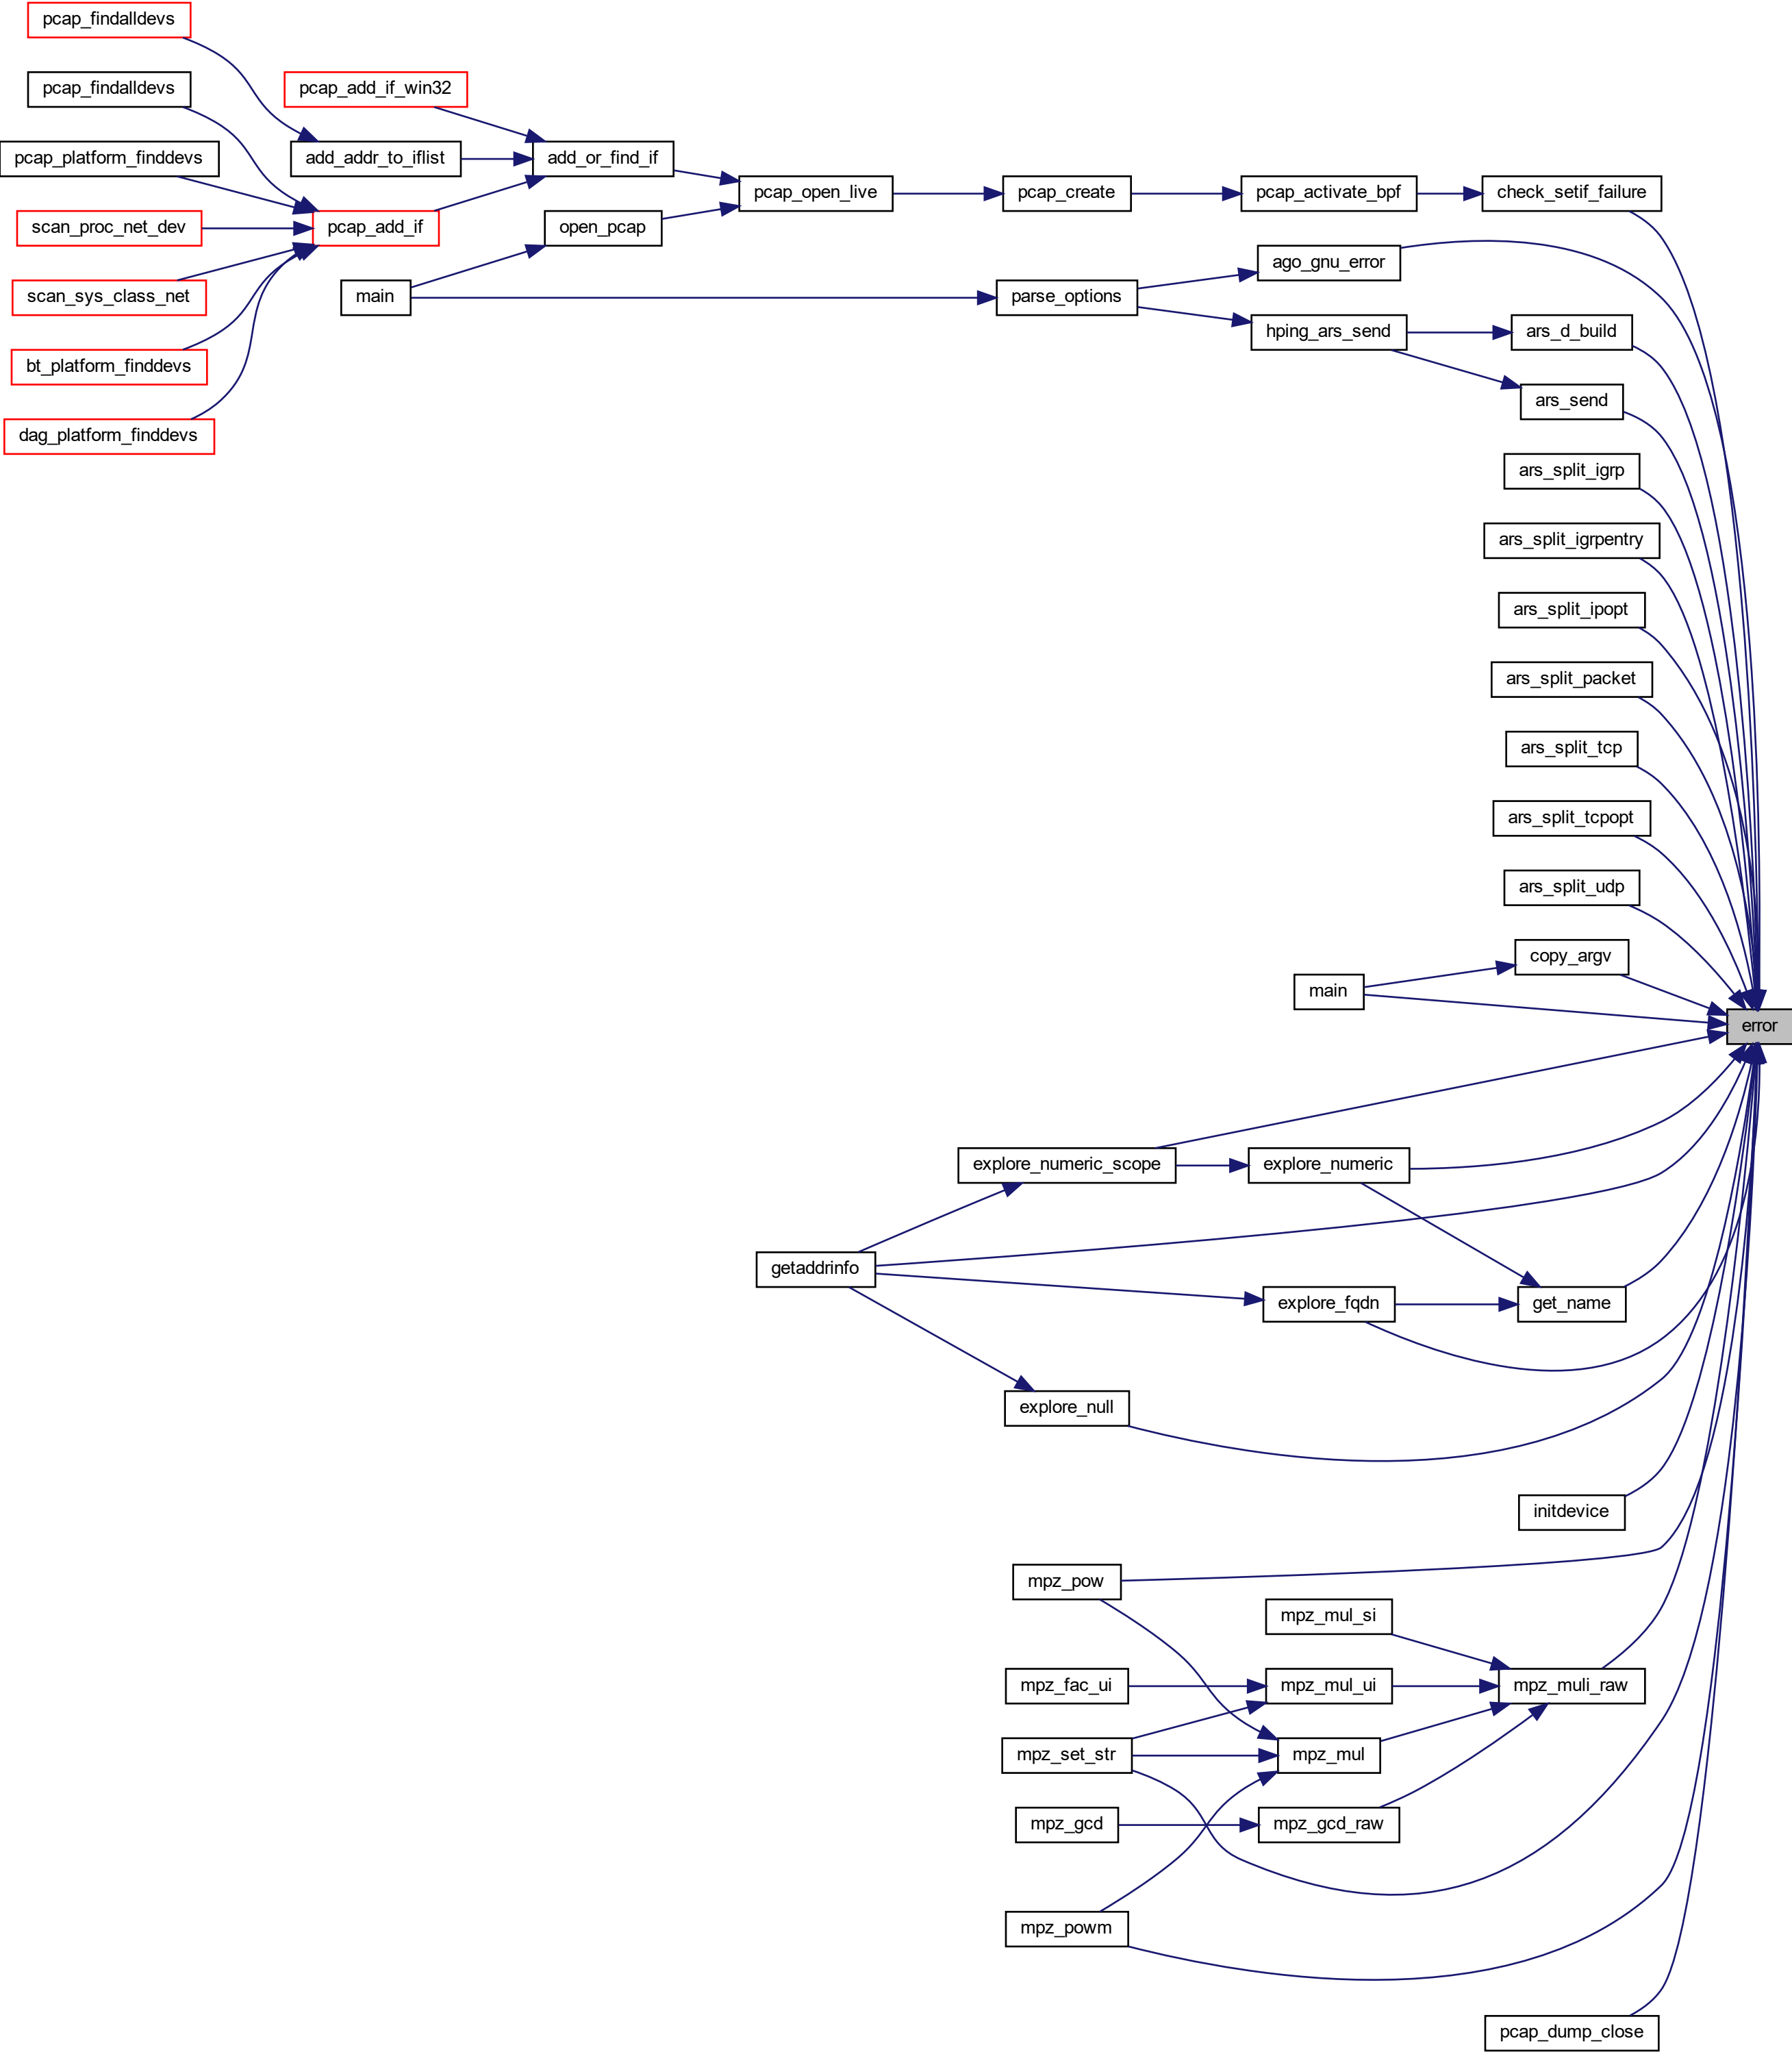 pcap_findalldevs
pcap_findalldevs
pcap_add_if_win32
pcap_platform_finddevs
add_addr_to_iflist
add_or_find_if
pcap_open_live
pcap_create
pcap_activate_bpf
check_setif_failure
scan_proc_net_dev
pcap_add_if
open_pcap
ago_gnu_error
scan_sys_class_net
main
parse_options
hping_ars_send
ars_d_build
bt_platform_finddevs
ars_send
dag_platform_finddevs
ars_split_igrp
ars_split_igrpentry
ars_split_ipopt
ars_split_packet
ars_split_tcp
ars_split_tcpopt
ars_split_udp
copy_argv
main
error
explore_numeric_scope
explore_numeric
getaddrinfo
explore_fqdn
get_name
explore_null
initdevice
mpz_pow
mpz_mul_si
mpz_fac_ui
mpz_mul_ui
mpz_muli_raw
mpz_set_str
mpz_mul
mpz_gcd
mpz_gcd_raw
mpz_powm
pcap_dump_close